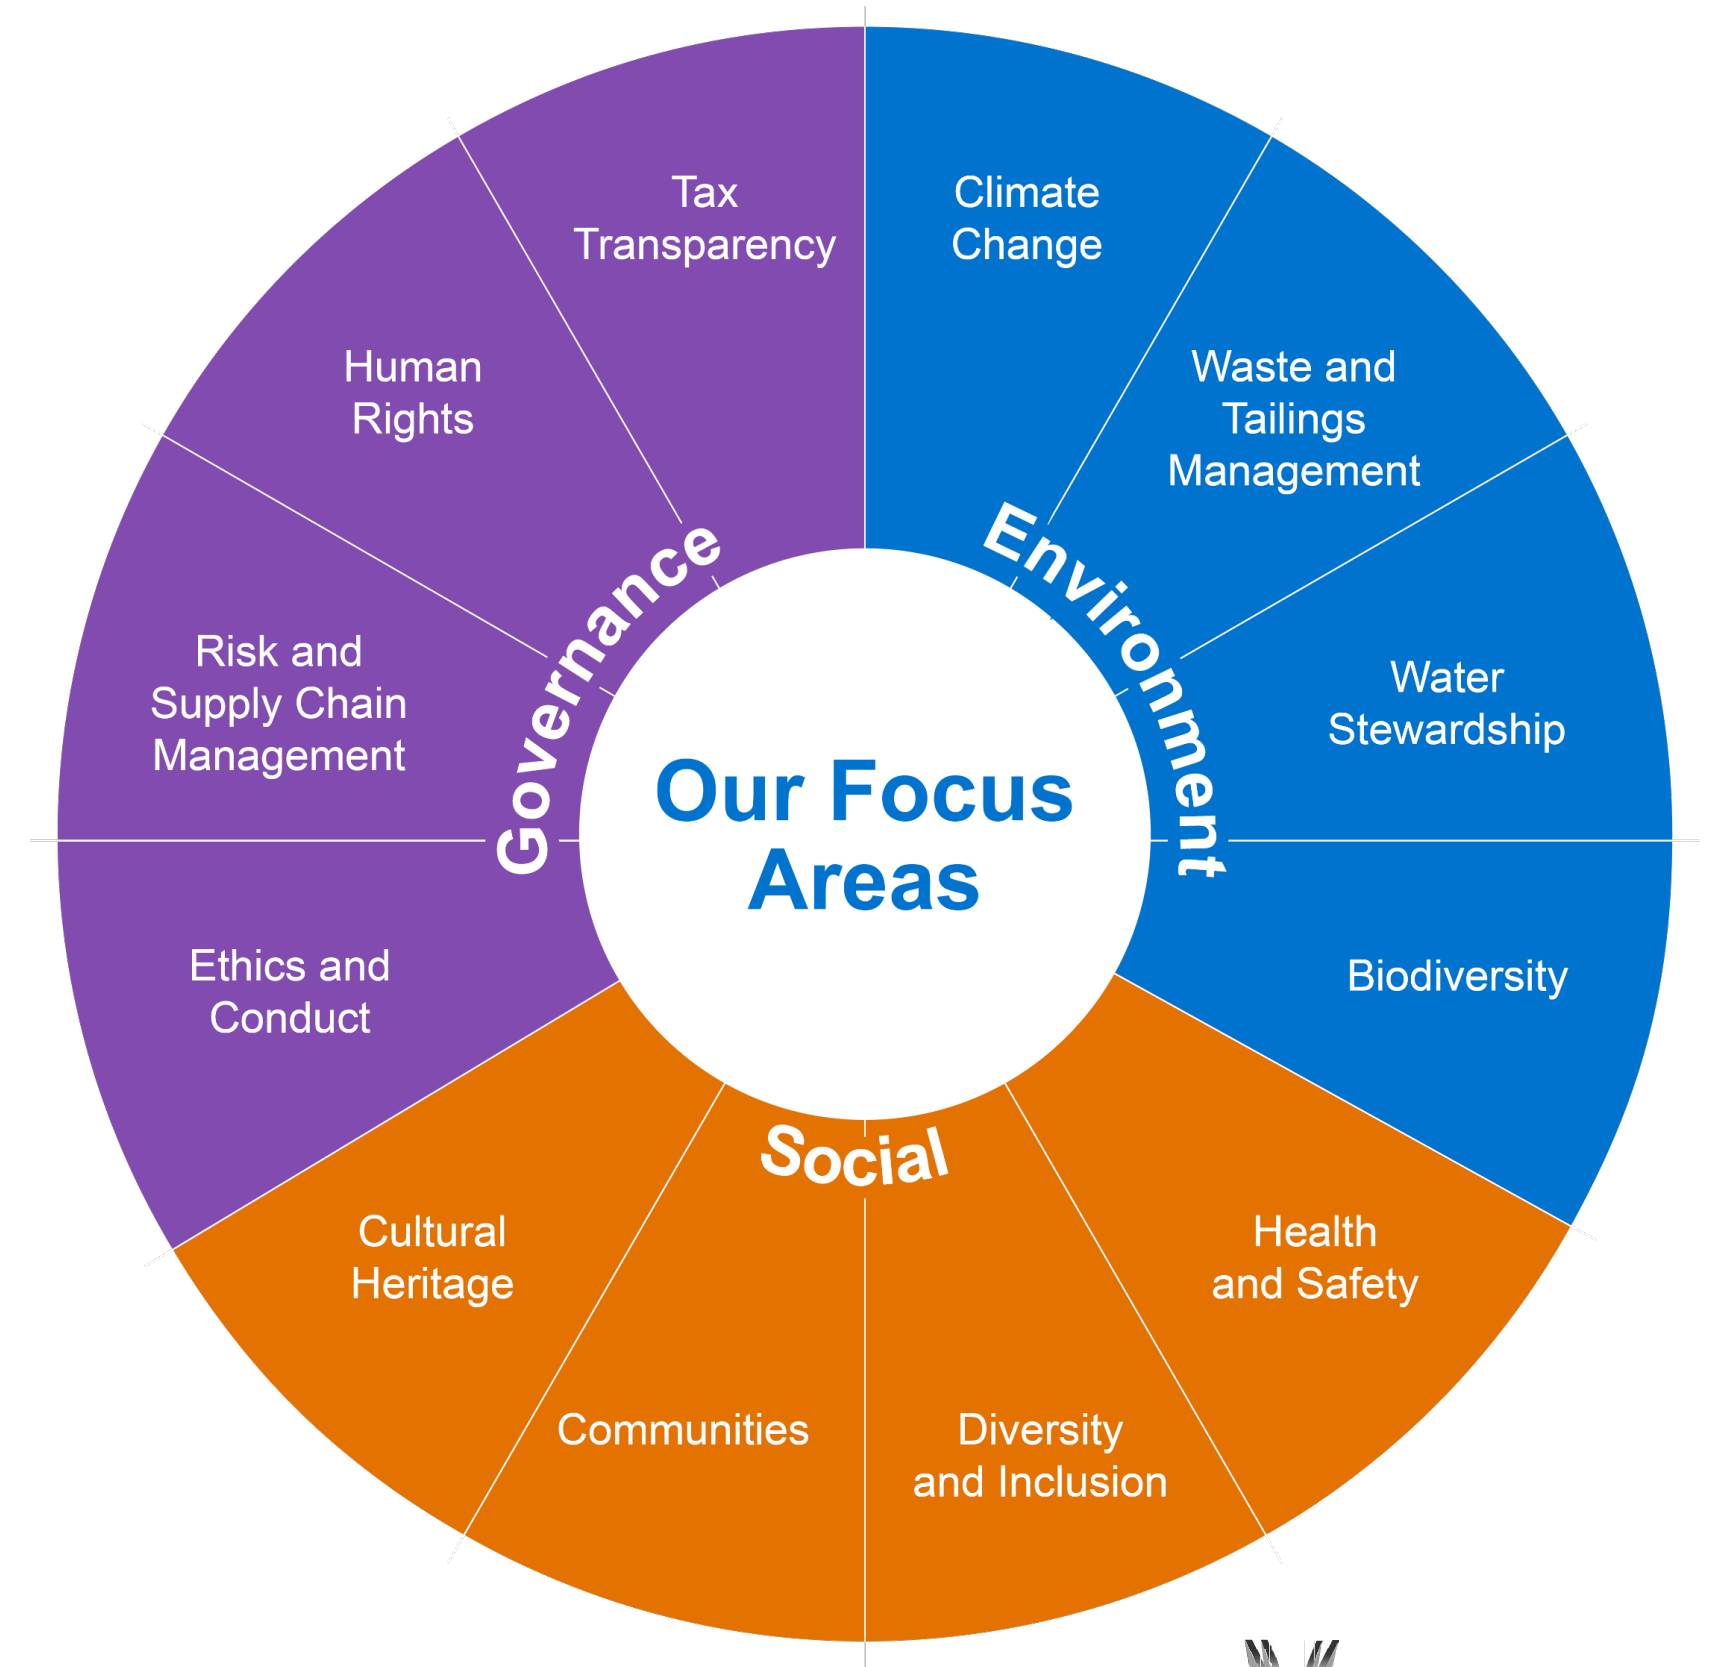 Our Focus
Areas
Environment
Climate
Change
Waste and
Tailings
Management
Water
Stewardship
Biodiversity
Social
Health
and Safety
Diversity
and Inclusion
Communities
Cultural
Heritage
Governance
Ethics and
Conduct
Risk and
Supply Chain
Management
Human
Rights
Tax
Transparency